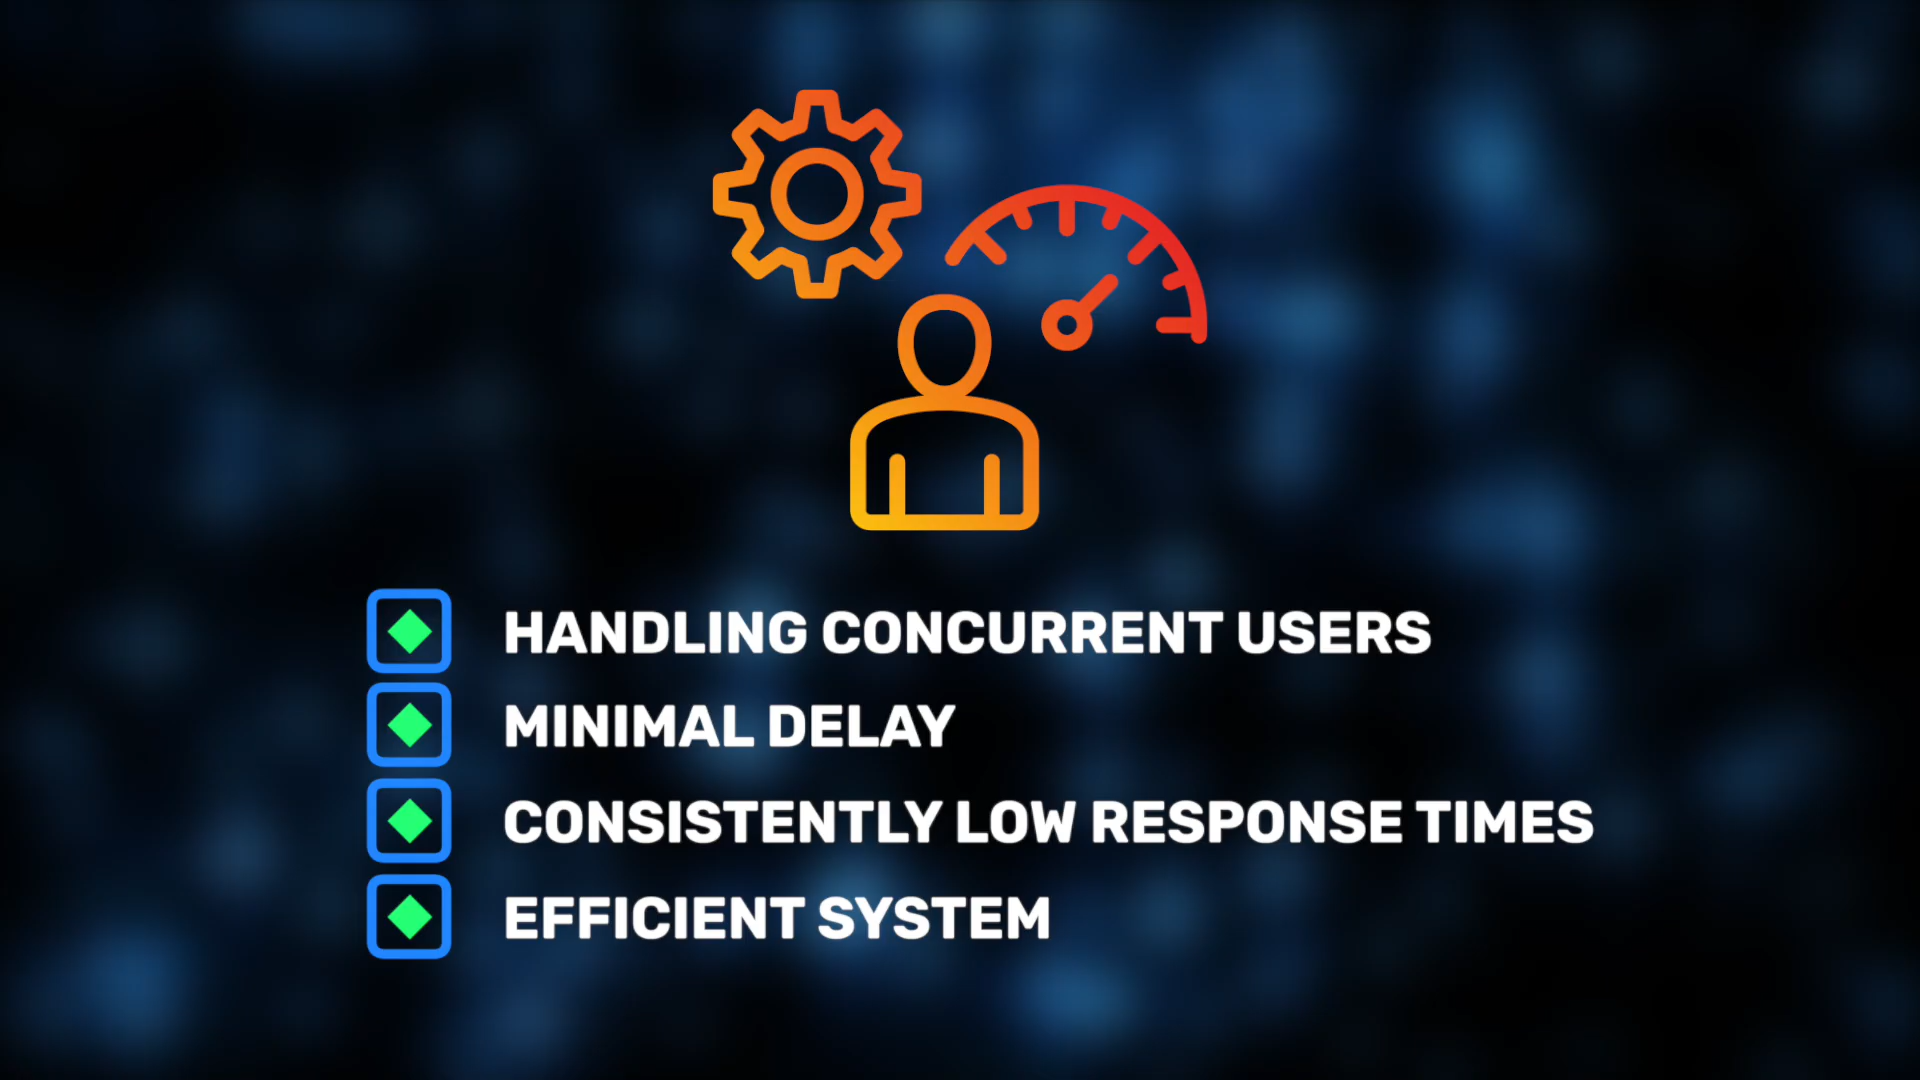 HANDLING CONCURRENT USERS
MINIMAL DELAY
CONSISTENTLY LOW RESPONSE TIMES
EFFICIENT SYSTEM